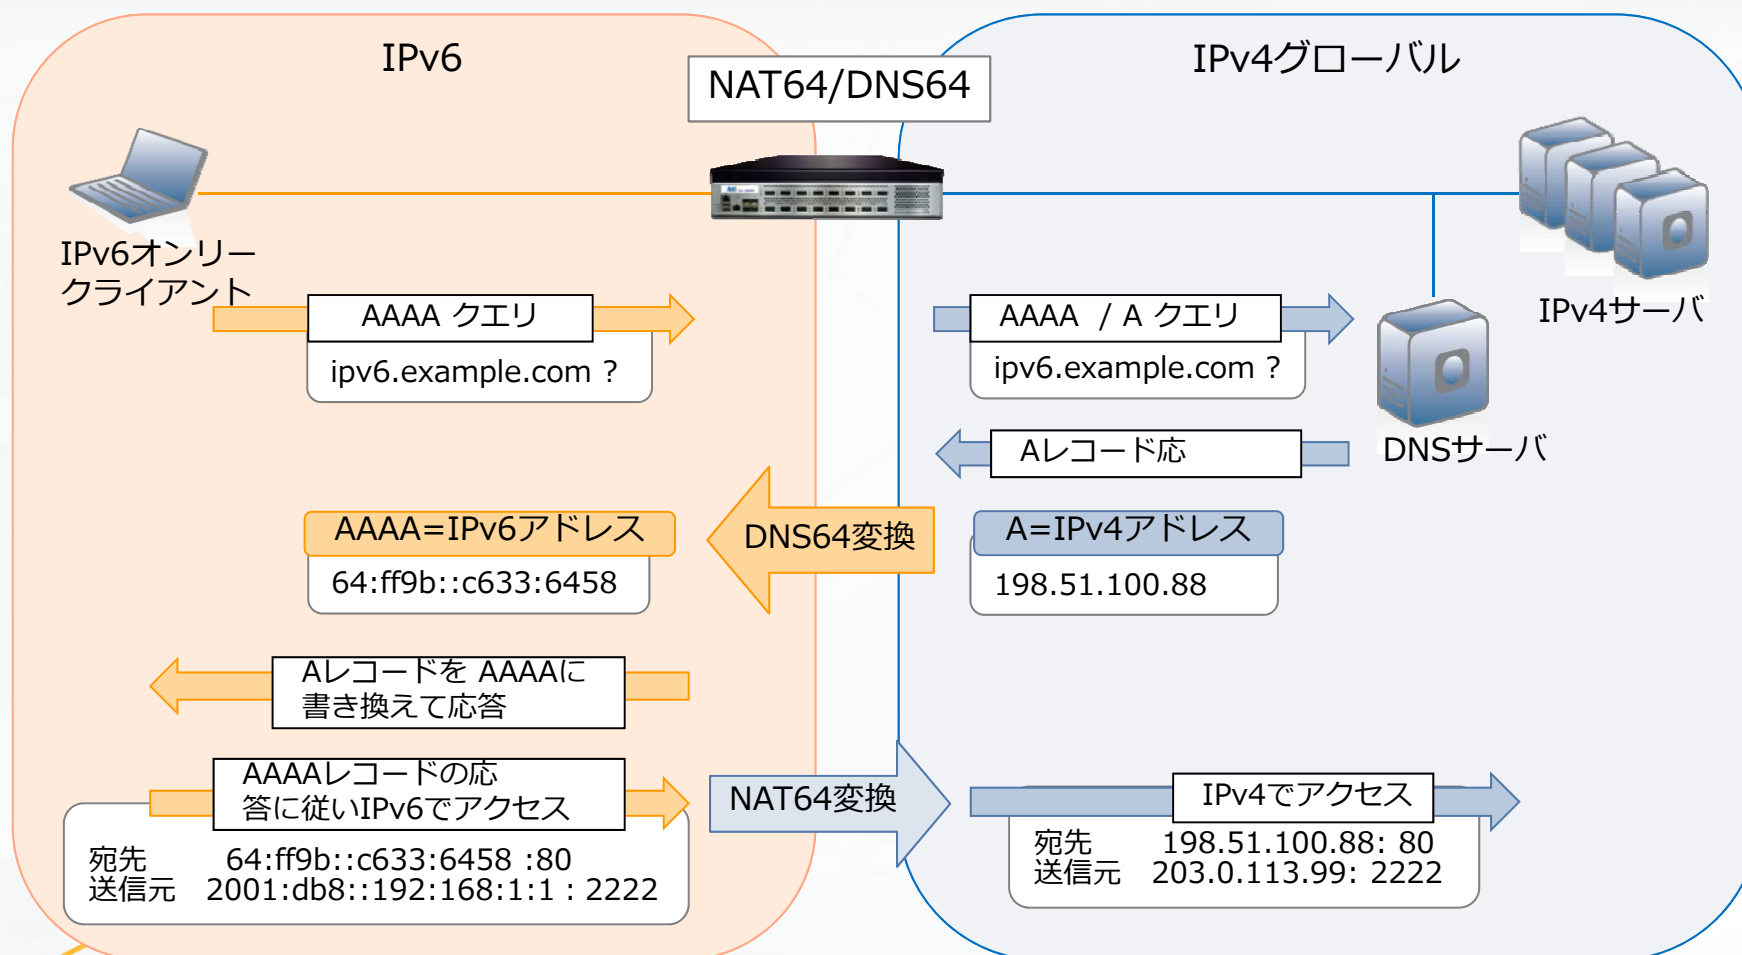 IPv6
NAT64/DNS64
IPv4グローバル
IPv6オンリー
クライアント
IPv4サーバ
AAAA クエリ
ipv6.example.com ?
AAAA / A クエリ
ipv6.example.com ?
DNSサーバ
Aレコード応
AAAA=IPv6アドレス
64:ff9b::c633:6458
DNS64変換
A=IPv4アドレス
198.51.100.88
Aレコードを AAAAに
書き換えて応答
AAAAレコードの応
答に従いIPv6でアクセス
宛先 64:ff9b::c633:6458 :80
送信元 2001:db8::192:168:1:1 : 2222
NAT64変換
IPv4でアクセス
宛先 198.51.100.88: 80
送信元 203.0.113.99: 2222